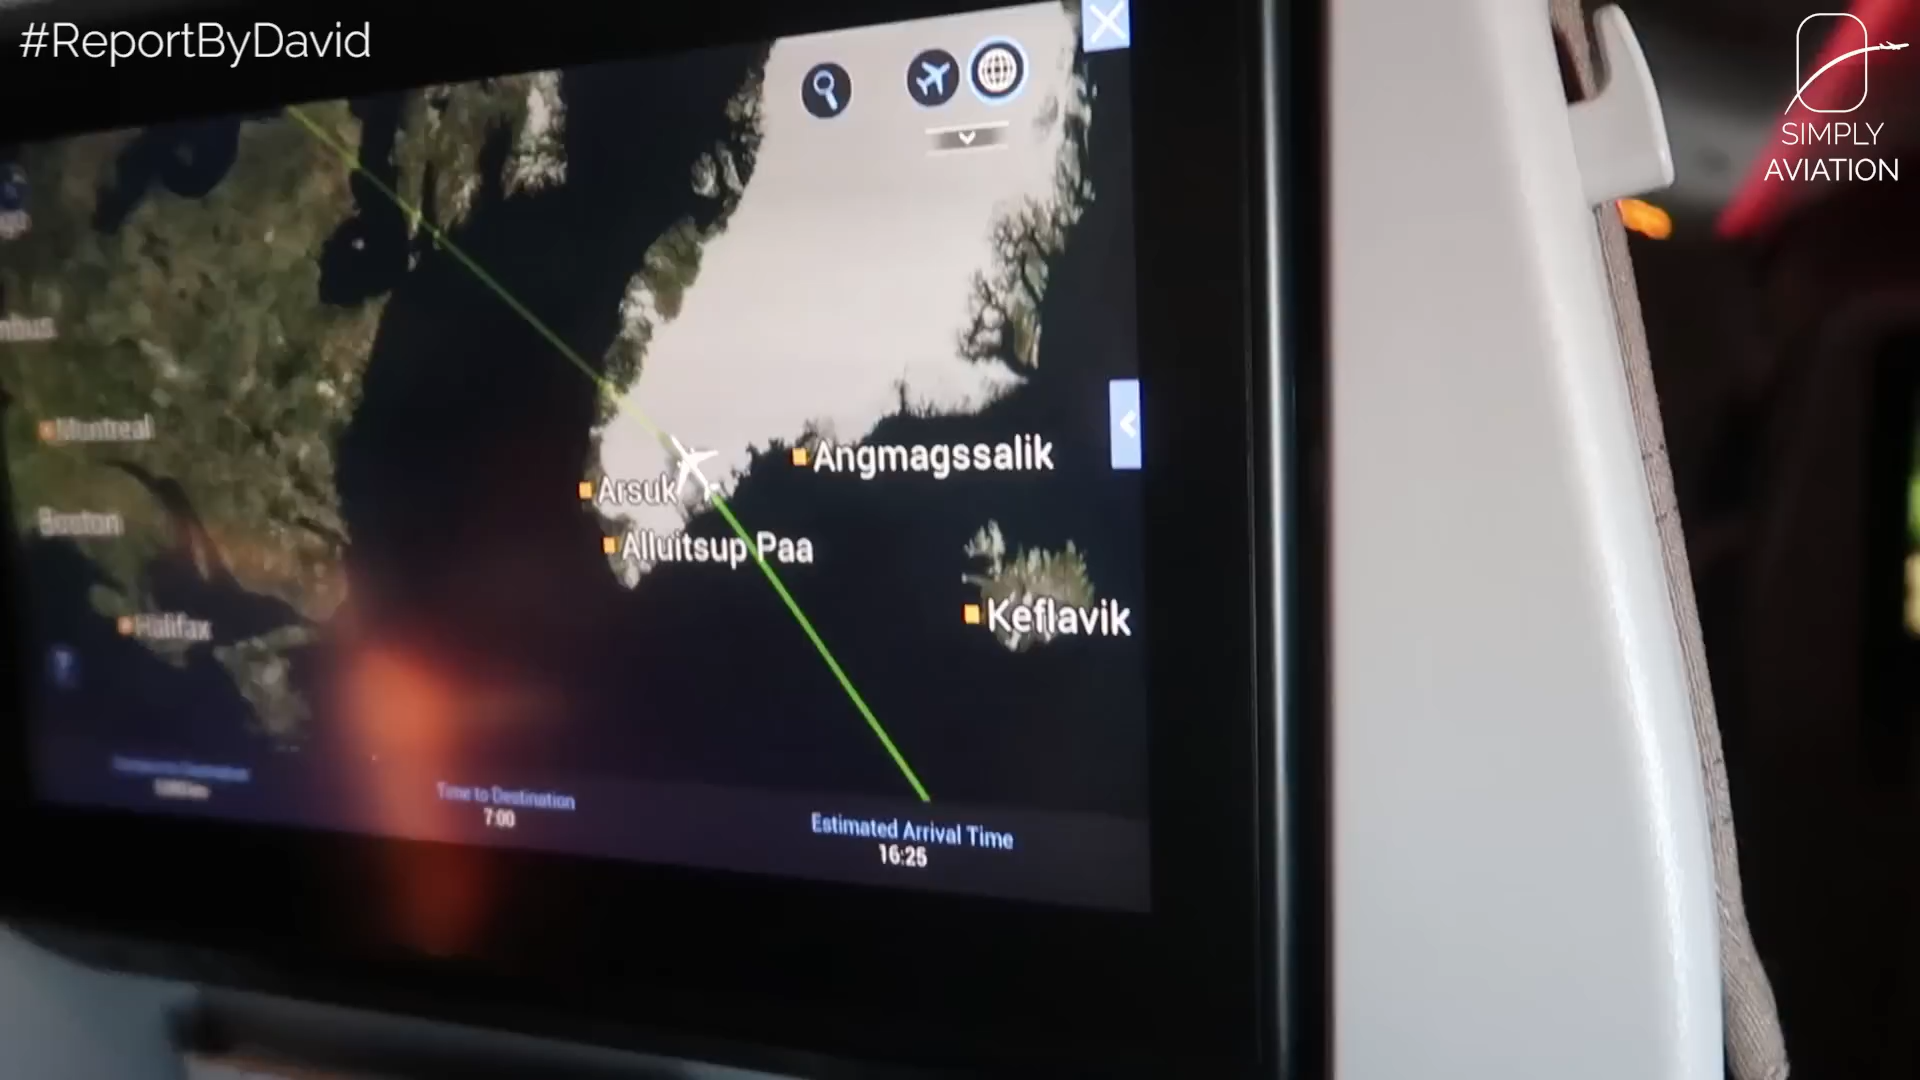 #ReportByDavid
SIMPLY
AVIATION
Montreal
Angmagssalik
Arsuk
Boston
Alluitsup Paa
Halifax
Keflavik
Time to Destination
7:00
Estimated Arrival Time
16:25